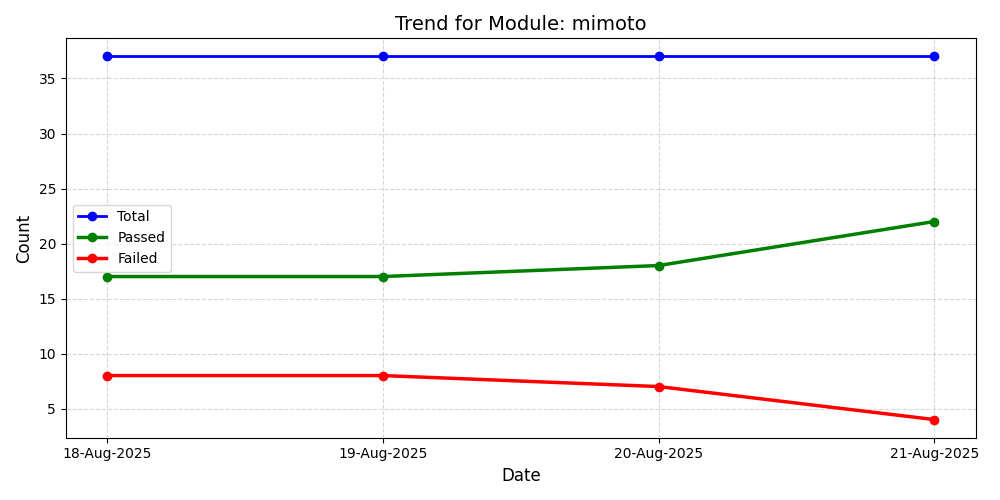 Trend for Module: mimoto
Count
35
30
25
20
15
10
5
Total
Passed
Failed
18-Aug-2025
19-Aug-2025
20-Aug-2025
21-Aug-2025
Date